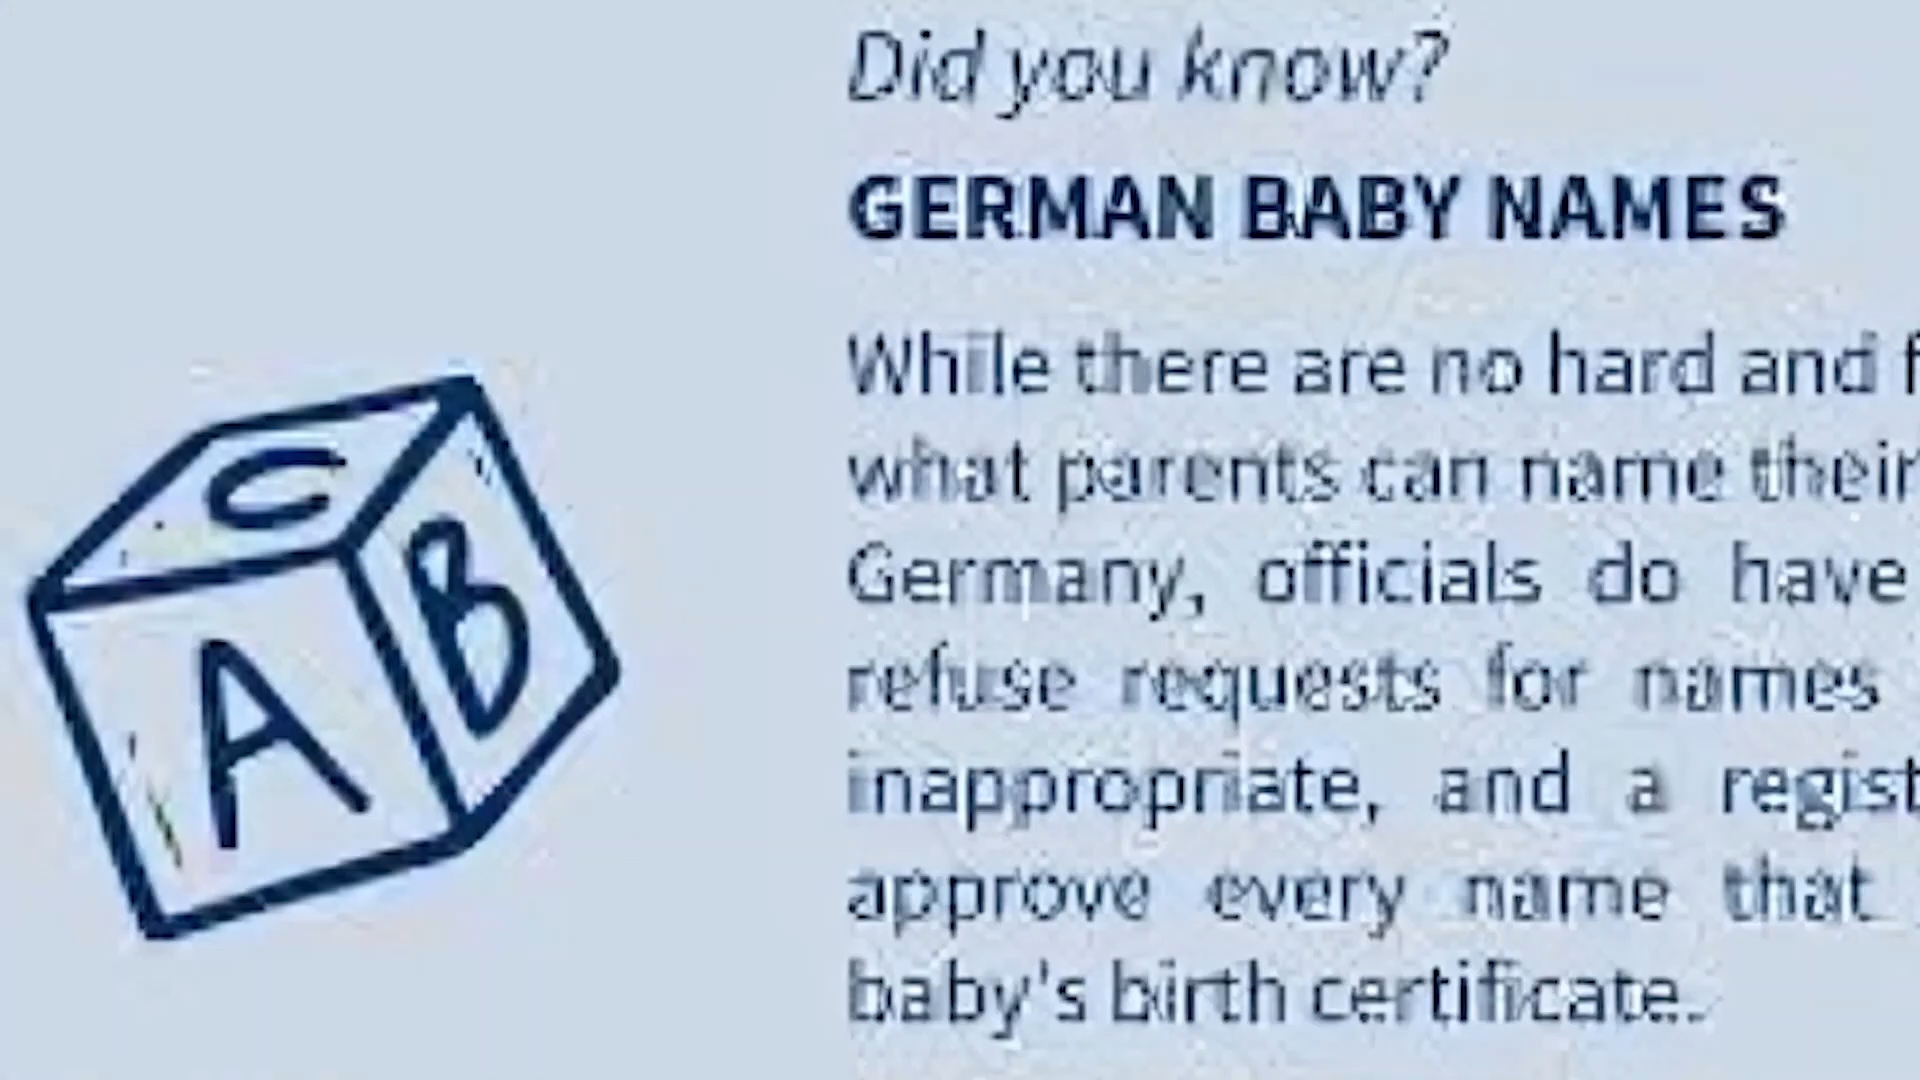 Did you know?
GERMAN BABY NAMES
While there are no hard and f
what parents can name their
Germany, officials do have
refuse requests for names
inappropriate, and a regist
approve every name that
baby's birth certificate.
C
B
A